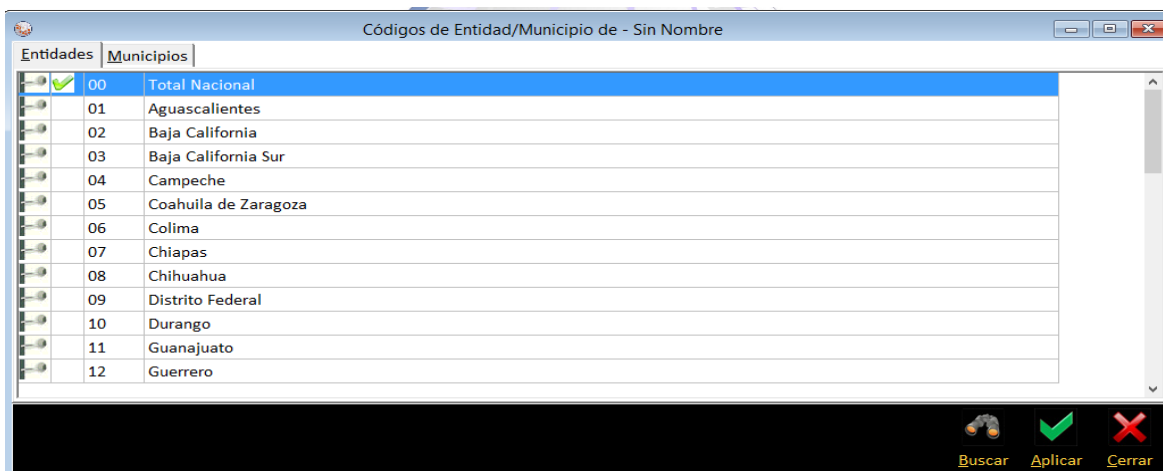 Códigos de Entidad/Municipio de - Sin Nombre
Entidades Municipios
00 Total Nacional
01 Aguascalientes
02 Baja California
03 Baja California Sur
04 Campeche
05 Coahuila de Zaragoza
06 Colima
07 Chiapas
08 Chihuahua
09 Distrito Federal
10 Durango
11 Guanajuato
12 Guerrero
Buscar Aplicar Cerrar